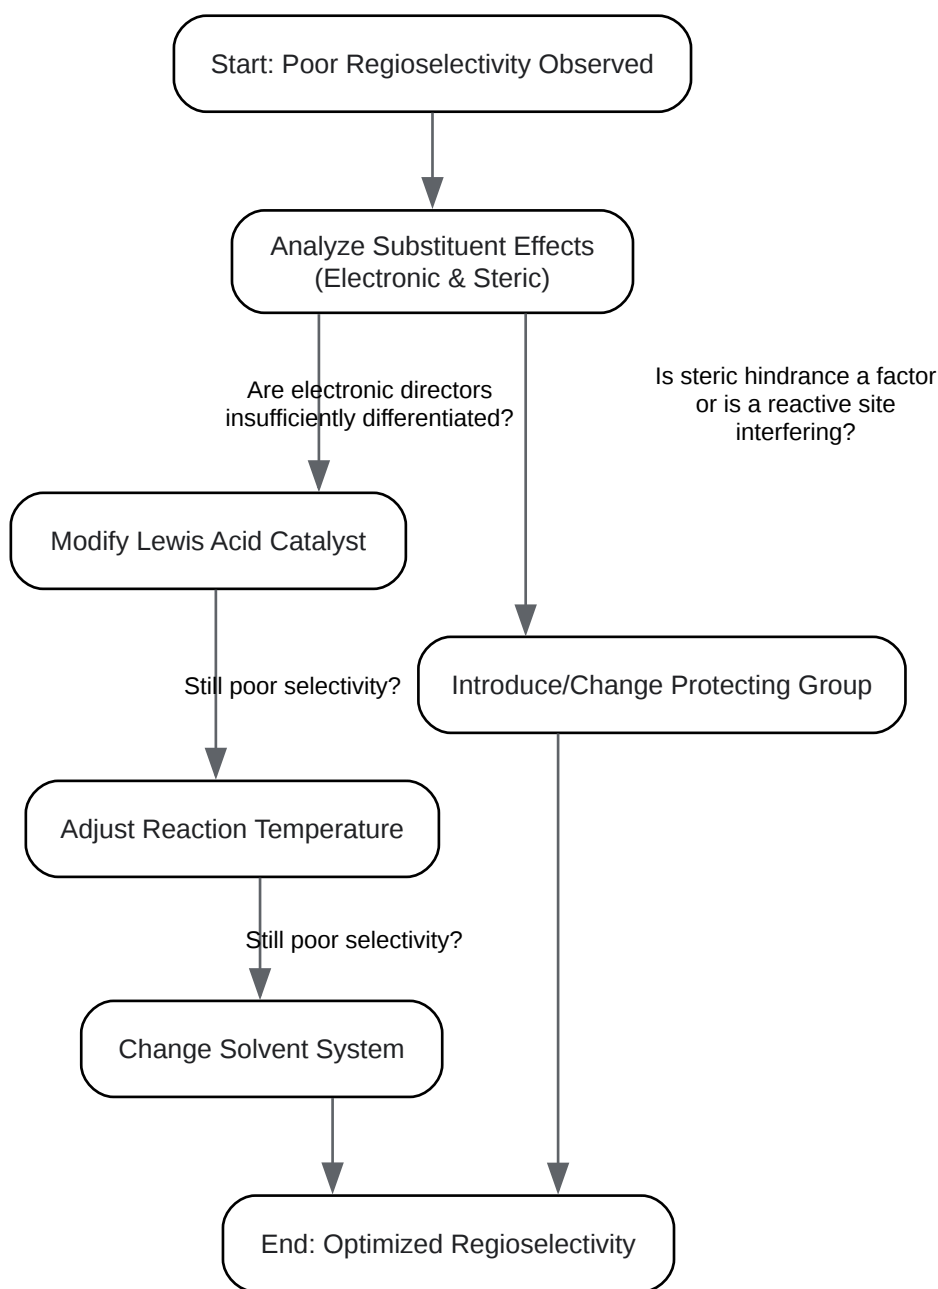 Start: Poor Regioselectivity Observed
Analyze Substituent Effects
(Electronic & Steric)
Are electronic directors
insufficiently differentiated?
Is steric hindrance a factor
or is a reactive site
interfering?
Modify Lewis Acid Catalyst
Still poor selectivity?
Introduce/Change Protecting Group
Adjust Reaction Temperature
Still poor selectivity?
Change Solvent System
End: Optimized Regioselectivity